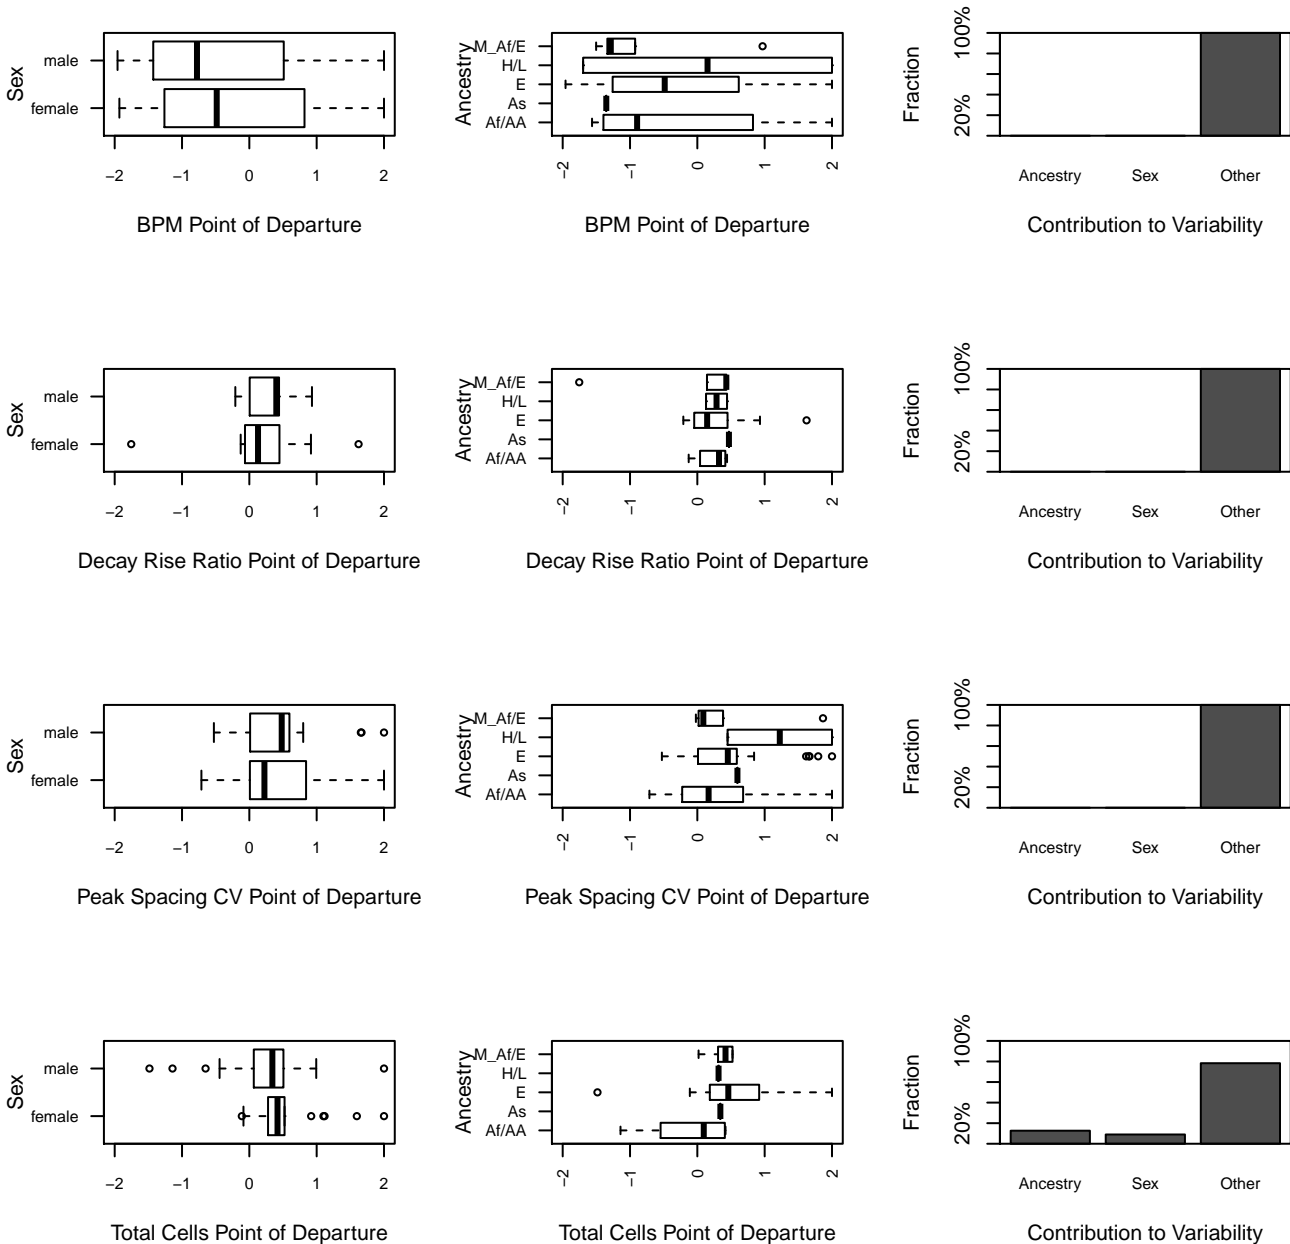 Sex
male
female
-2 -1 0 1 2
BPM Point of Departure
Ancestry
M_Af/E
H/L
E
As
Af/AA
-2 -1 0 1 2
BPM Point of Departure
Fraction
20% 100%
Ancestry Sex Other
Contribution to Variability
Sex
male
female
-2 -1 0 1 2
Decay Rise Ratio Point of Departure
Ancestry
M_Af/E
H/L
E
As
Af/AA
-2 -1 0 1 2
Decay Rise Ratio Point of Departure
Fraction
20% 100%
Ancestry Sex Other
Contribution to Variability
Sex
male
female
-2 -1 0 1 2
Peak Spacing CV Point of Departure
Ancestry
M_Af/E
H/L
E
As
Af/AA
-2 -1 0 1 2
Peak Spacing CV Point of Departure
Fraction
20% 100%
Ancestry Sex Other
Contribution to Variability
Sex
male
female
-2 -1 0 1 2
Total Cells Point of Departure
Ancestry
M_Af/E
H/L
E
As
Af/AA
-2 -1 0 1 2
Total Cells Point of Departure
Fraction
20% 100%
Ancestry Sex Other
Contribution to Variability